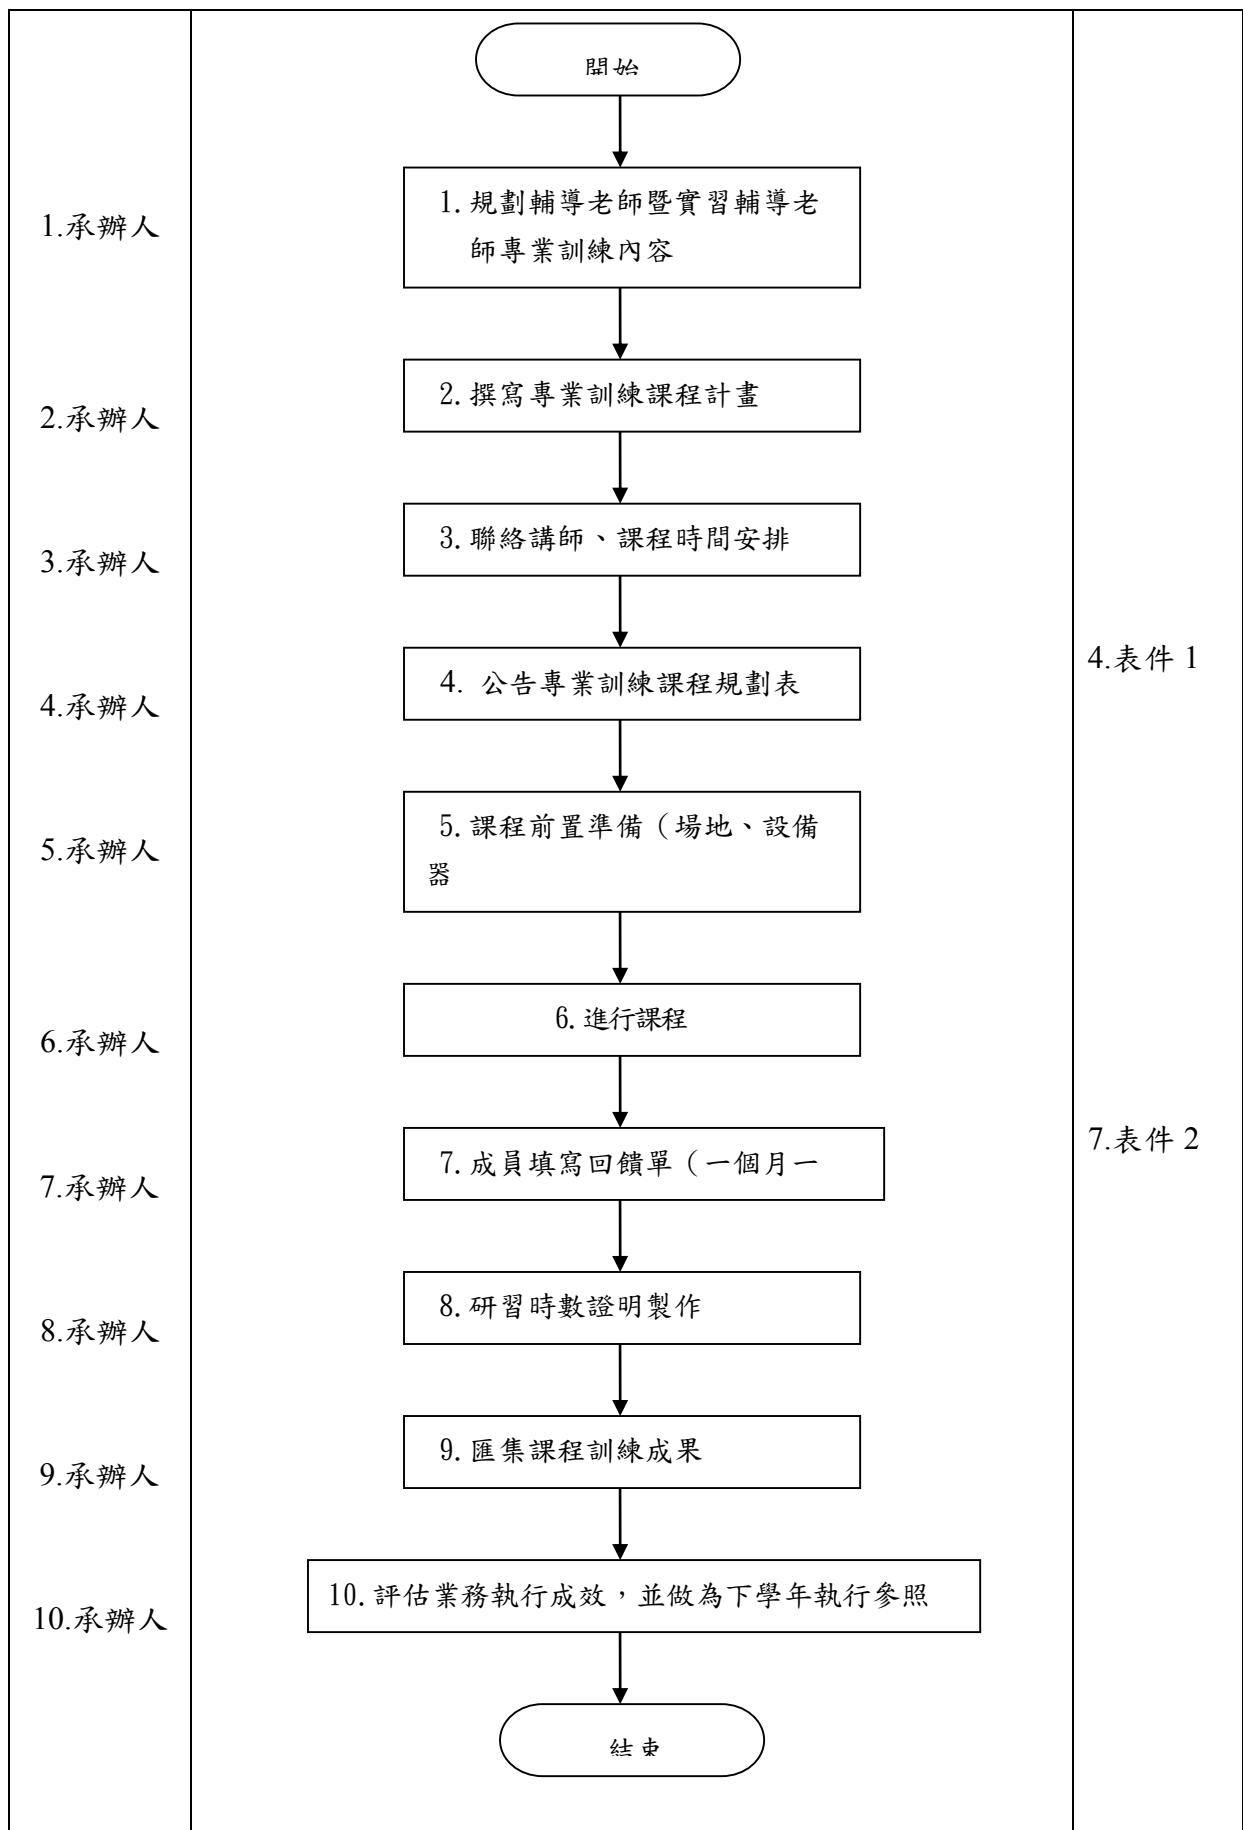 開始
1.承辦人
1.規劃輔導老師暨實習輔導老
師專業訓練內容
2.承辦人
2.撰寫專業訓練課程計畫
3.承辦人
3.聯絡講師、課程時間安排
4.承辦人
4. 公告專業訓練課程規劃表
4.表件 1
5.承辦人
5.課程前置準備（場地、設備
器
6.承辦人
6.進行課程
7.承辦人
7.成員填寫回饋單（一個月一
7.表件 2
8.承辦人
8.研習時數證明製作
9.承辦人
9.匯集課程訓練成果
10.承辦人
10.評估業務執行成效，並做為下學年執行參照
結束